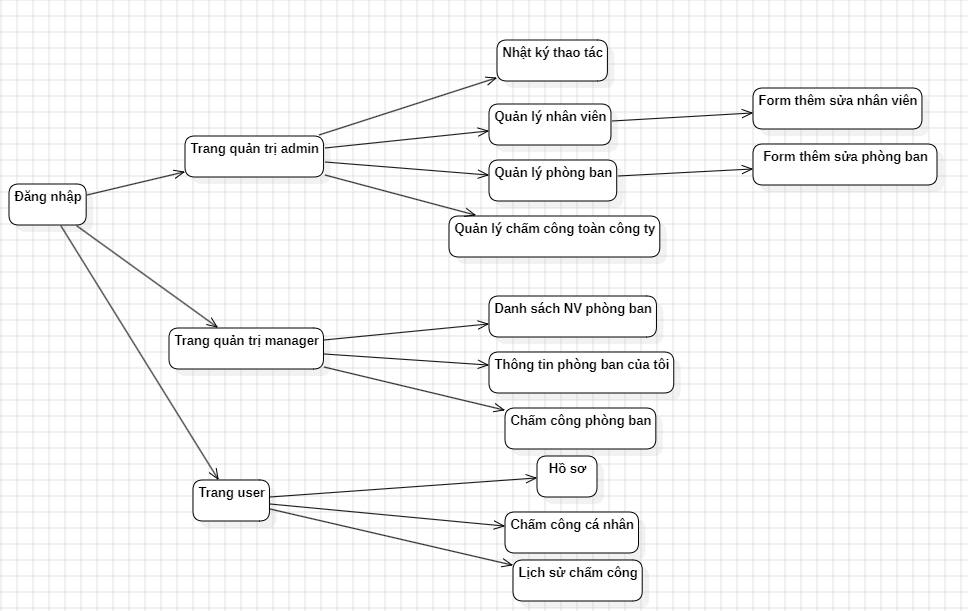 Nhật ký thao tác
Form thêm sửa nhân viên
Quản lý nhân viên
Trang quản trị admin
Form thêm sửa phòng ban
Quản lý phòng ban
Đăng nhập
Quản lý chấm công toàn công ty
Danh sách NV phòng ban
Trang quản trị manager
Thông tin phòng ban của tôi
Chấm công phòng ban
Hồ sơ
Trang user
Chấm công cá nhân
Lịch sử chấm công